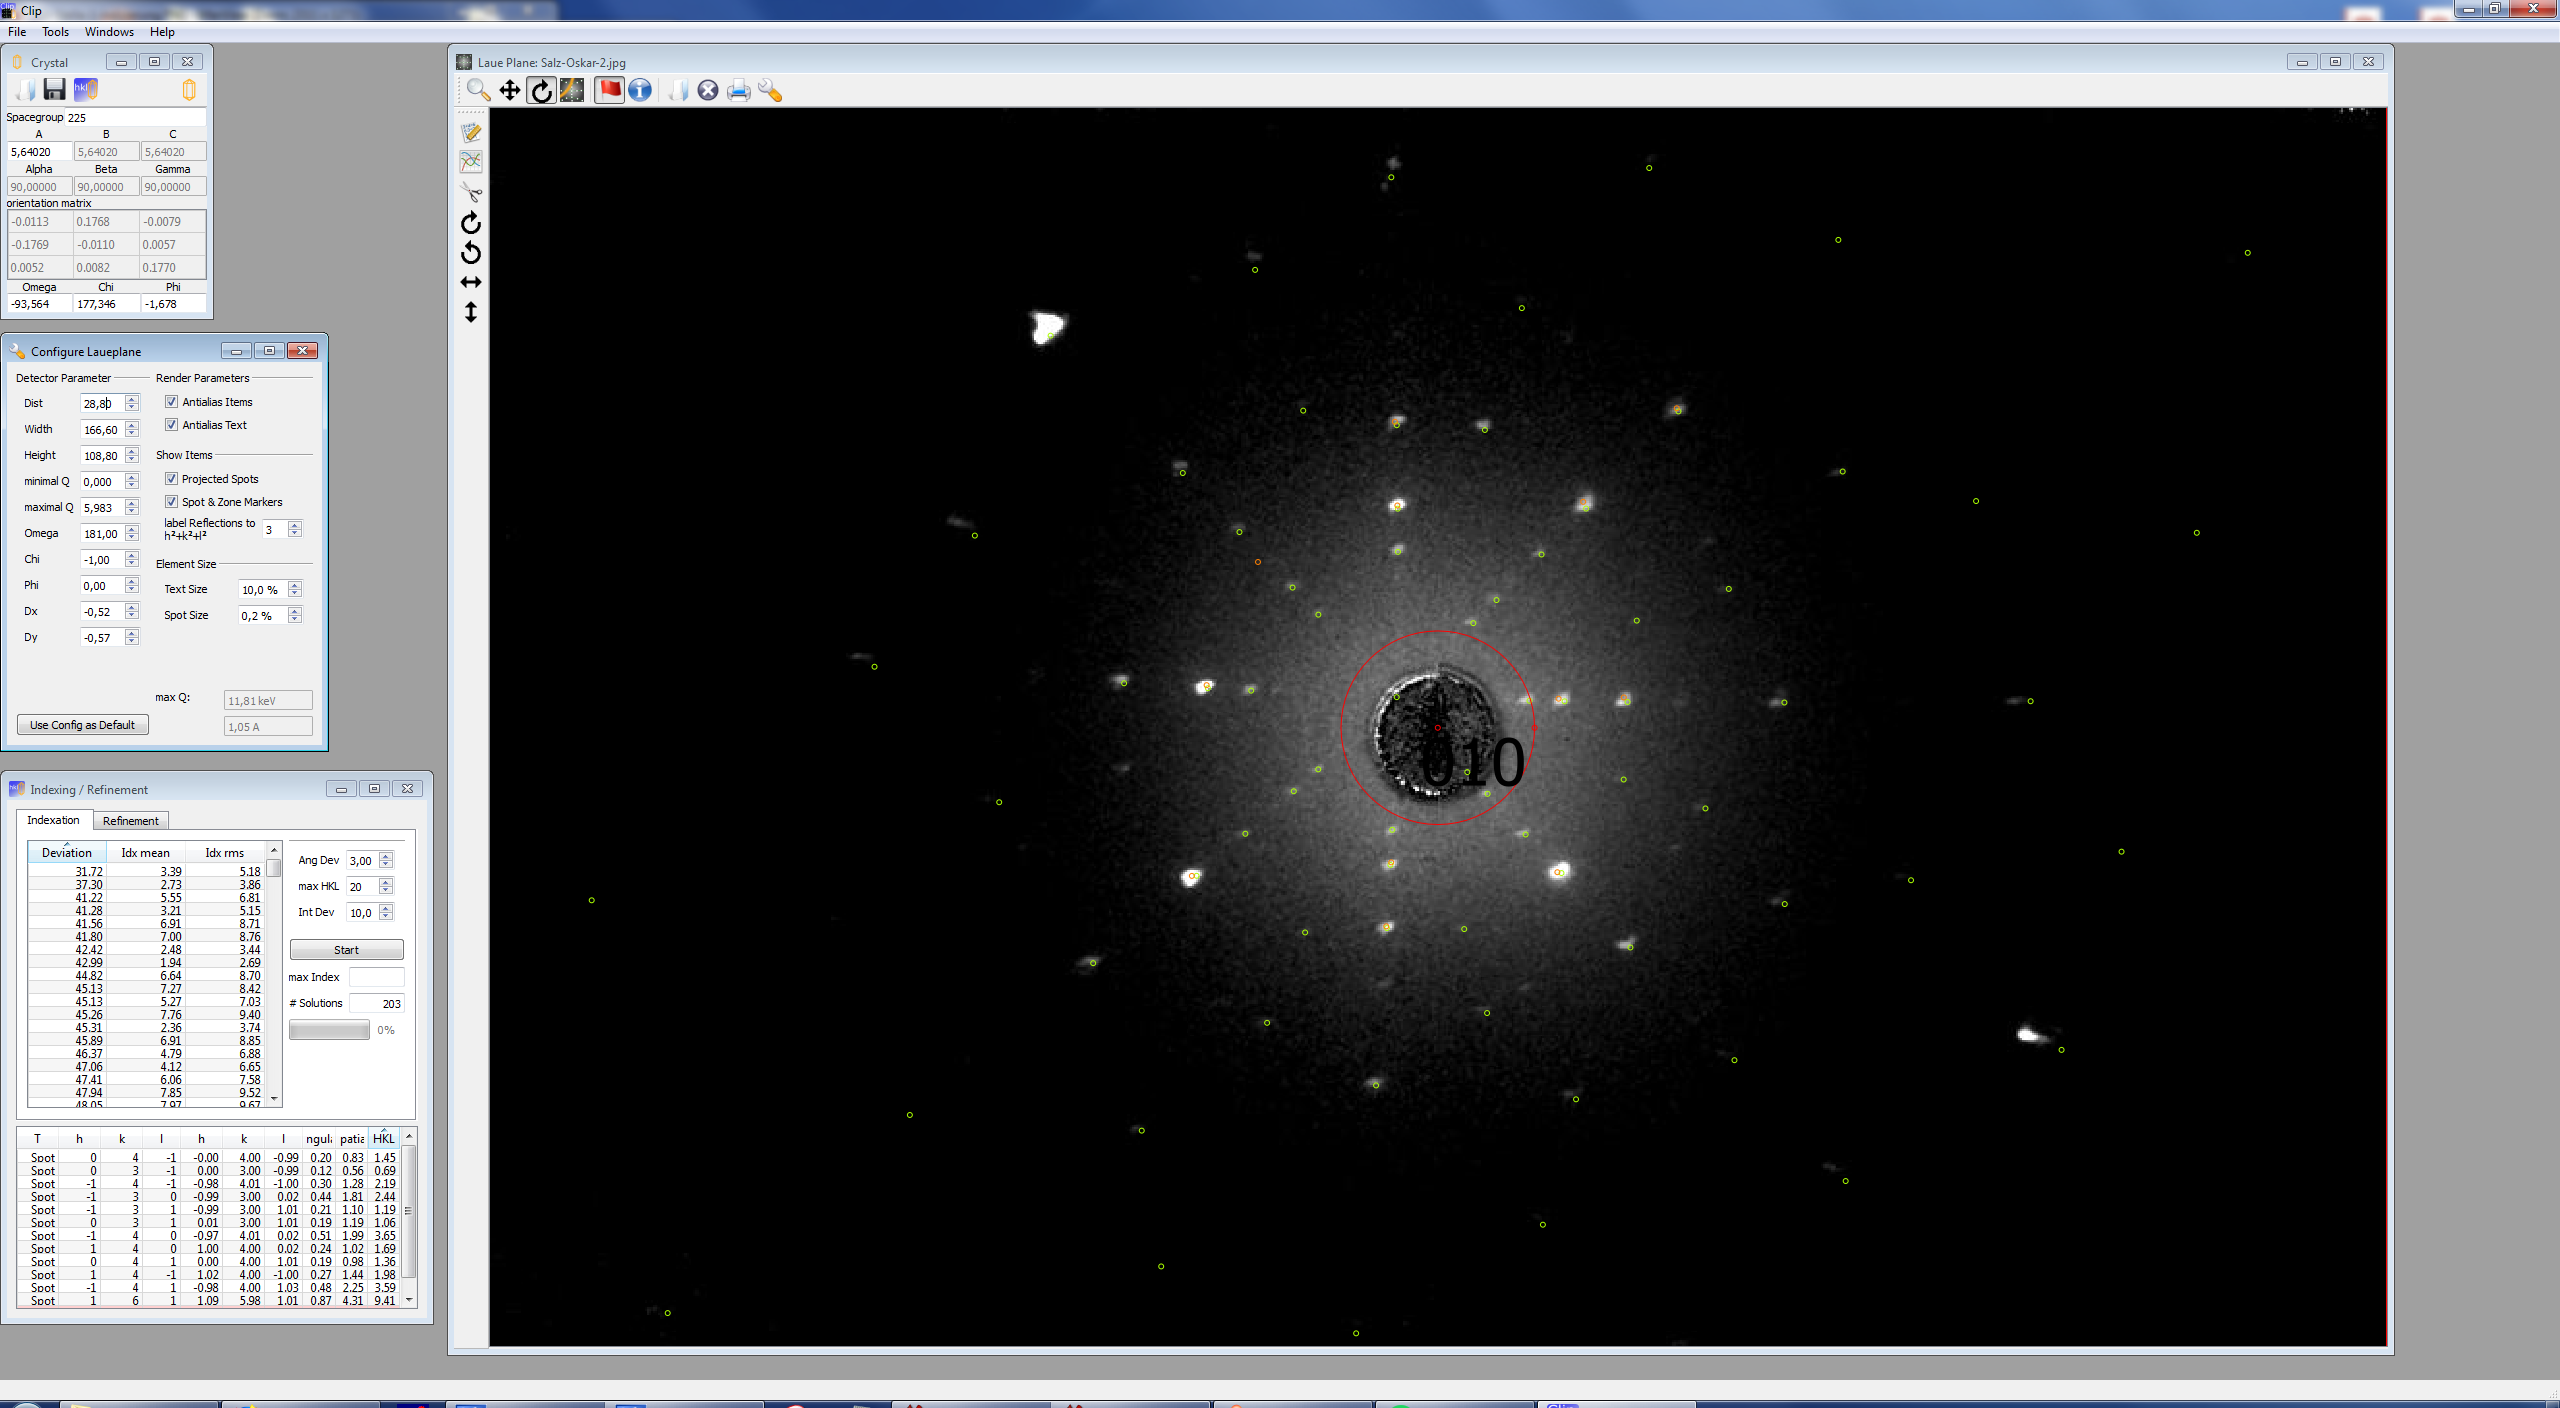 Clip
File Tools Windows Help
Crystal
Spacegroup 225
A B C
5,64020 5,64020 5,64020
Alpha Beta Gamma
90,00000 90,00000 90,00000
orientation matrix
-0.0113 0.1768 -0.0079
-0.1769 -0.0110 0.0057
0.0052 0.0082 0.1770
Omega Chi Phi
-93,564 177,346 -1,678
Configure Laueplane
Detector Parameter Render Parameters
Dist 28,80 Antialias Items
Width 166,60 Antialias Text
Height 108,80 Show Items
minimal Q 0,000 Projected Spots
maximal Q 5,983 Spot & Zone Markers
Omega 181,00 label Reflections to h²+k²+l² 3
Chi -1,00 Element Size
Phi 0,00 Text Size 10,0 %
Dx -0,52 Spot Size 0,2 %
Dy -0,57
max Q: 11,81 keV
Use Config as Default 1,05 A
Indexing / Refinement
Indexation Refinement
Deviation Idx mean Idx rms
31.72 3.39 5.18
37.30 2.73 3.86
41.22 5.55 6.81
41.28 3.21 5.15
41.56 6.91 8.71
41.80 7.00 8.76
42.42 2.48 3.44
42.99 1.94 2.69
44.82 6.64 8.70
45.13 7.27 8.42
45.13 5.27 7.03
45.26 7.76 9.40
45.31 2.36 3.74
45.89 6.91 8.85
46.37 4.79 6.88
47.06 4.12 6.65
47.41 6.06 7.58
47.94 7.85 9.52
48.05 7.97 9.67
Ang Dev 3,00
max HKL 20
Int Dev 10,0
Start
max Index
# Solutions 203
0%
T h k l h k l ngula patia HKL
Spot 0 4 -1 -0.00 4.00 -0.99 0.20 0.83 1.45
Spot 0 3 -1 0.00 3.00 -0.99 0.12 0.56 0.69
Spot -1 4 -1 -0.98 4.01 -1.00 0.30 1.28 2.19
Spot -1 3 0 -0.99 3.00 0.02 0.44 1.81 2.44
Spot -1 3 1 -0.99 3.00 1.01 0.21 1.10 1.19
Spot 0 3 1 0.01 3.00 1.01 0.19 1.19 1.06
Spot -1 4 0 -0.97 4.01 0.02 0.51 1.99 3.65
Spot 1 4 0 1.00 4.00 0.02 0.24 1.02 1.69
Spot 0 4 1 0.00 4.00 1.01 0.19 0.98 1.36
Spot 1 4 -1 1.02 4.00 -1.00 0.27 1.44 1.98
Spot -1 4 1 -0.98 4.00 1.03 0.48 2.25 3.59
Spot 1 6 1 1.09 5.98 1.01 0.87 4.31 9.41
Laue Plane: Salz-Oskar-2.jpg
010